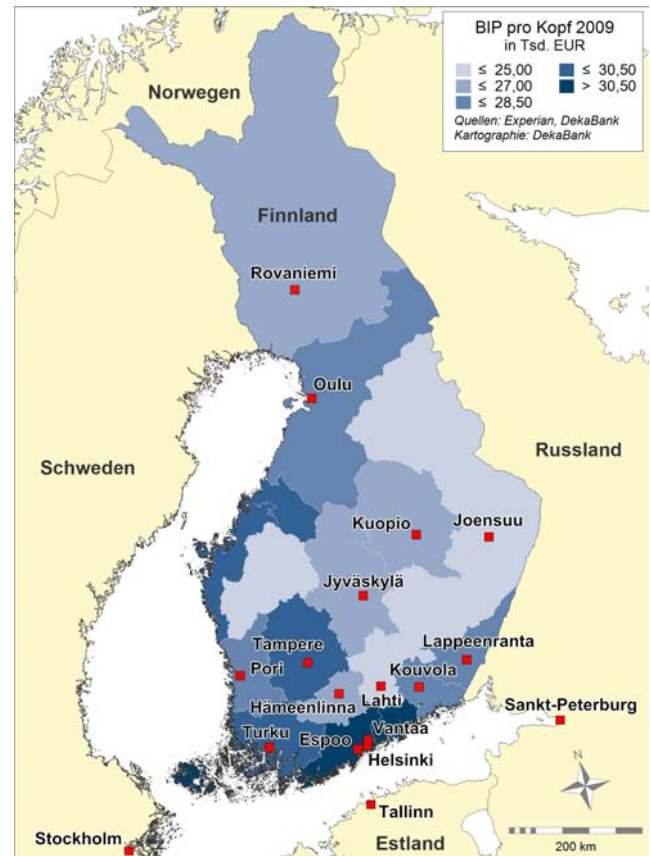 BIP pro Kopf 2009
in Tsd. EUR
≤ 25,00
≤ 30,50
≤ 27,00
> 30,50
≤ 28,50
Quellen: Experian, DekaBank
Kartographie: DekaBank
Norwegen
Finnland
Rovaniemi
Oulu
Schweden
Russland
Kuopio
Joensuu
Jyväskylä
Tampere
Lappeenranta
Pori
Kouvola
Hämeenlinna
Lahti
Sankt-Peterburg
Turku
Espoo
Vantaa
Helsinki
N
Tallinn
Stockholm
Estland
200 km